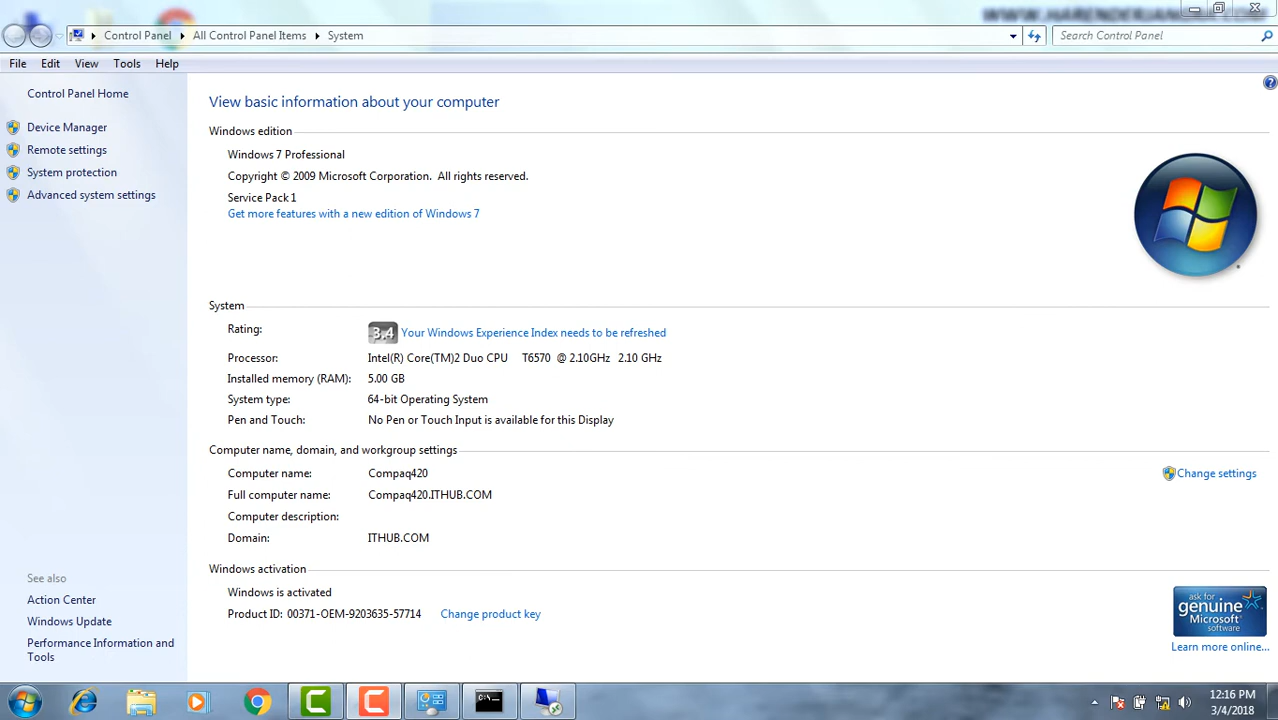 WWW.HARENDERJANGIR.COM
Control Panel
All Control Panel Items
System
Search Control Panel
File Edit View Tools Help
Control Panel Home
Device Manager
Remote settings
System protection
Advanced system settings
View basic information about your computer
Windows edition
Windows 7 Professional
Copyright © 2009 Microsoft Corporation. All rights reserved.
Service Pack 1
Get more features with a new edition of Windows 7
System
Rating: 3.4 Your Windows Experience Index needs to be refreshed
Processor: Intel(R) Core(TM)2 Duo CPU T6570 @ 2.10GHz 2.10 GHz
Installed memory (RAM): 5.00 GB
System type: 64-bit Operating System
Pen and Touch: No Pen or Touch Input is available for this Display
Computer name, domain, and workgroup settings
Computer name: Compaq420
Change settings
Full computer name: Compaq420.ITHUB.COM
Computer description:
Domain: ITHUB.COM
Windows activation
Windows is activated
Product ID: 00371-OEM-9203635-57714 Change product key
ask for
genuine
Microsoft
software
Learn more online...
See also
Action Center
Windows Update
Performance Information and
Tools
12:16 PM
3/4/2018